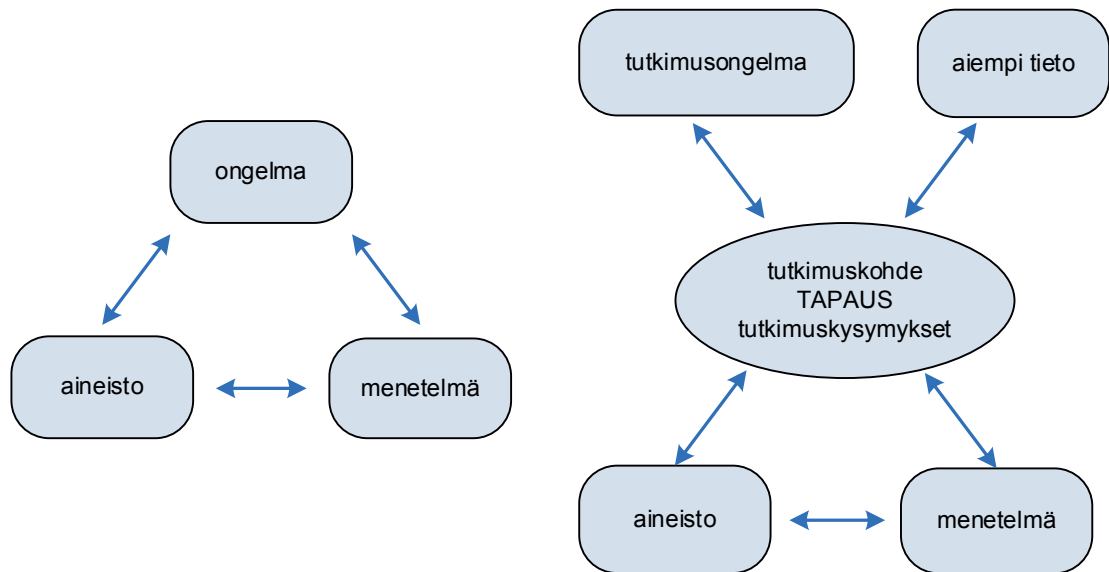 ongelma
aineisto
menetelmä
tutkimusongelma
aiempi tieto
tutkimuskohde
TAPAUS
tutkimuskysymykset
aineisto
menetelmä